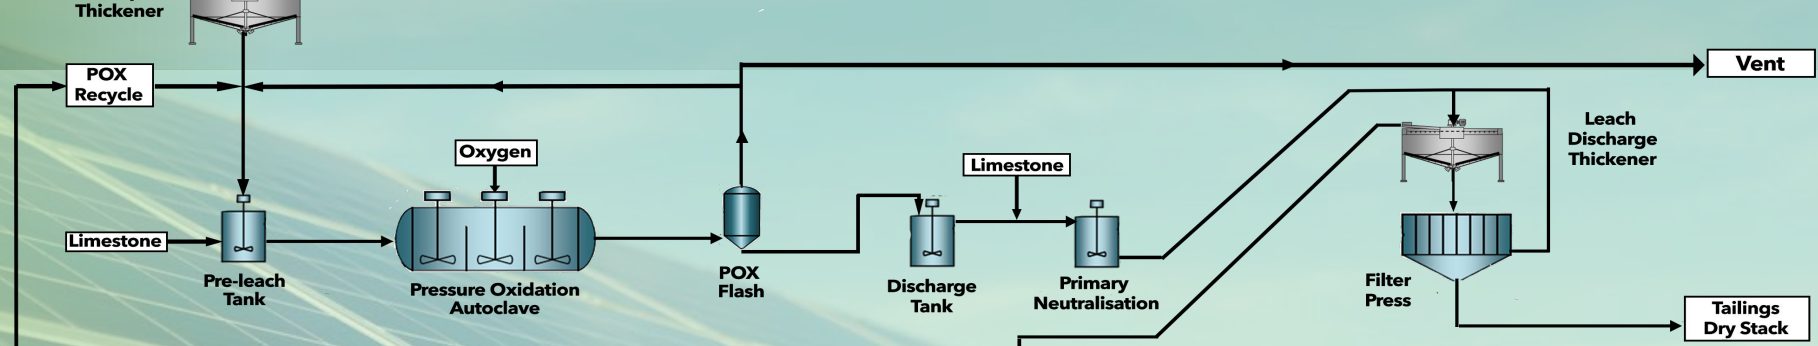 Thickener
POX
Recycle
Vent
Leach
Discharge
Thickener
Oxygen
Limestone
Limestone
Pre-leach
Tank
Pressure Oxidation
Autoclave
POX
Flash
Discharge
Tank
Primary
Neutralisation
Filter
Press
Tailings
Dry Stack